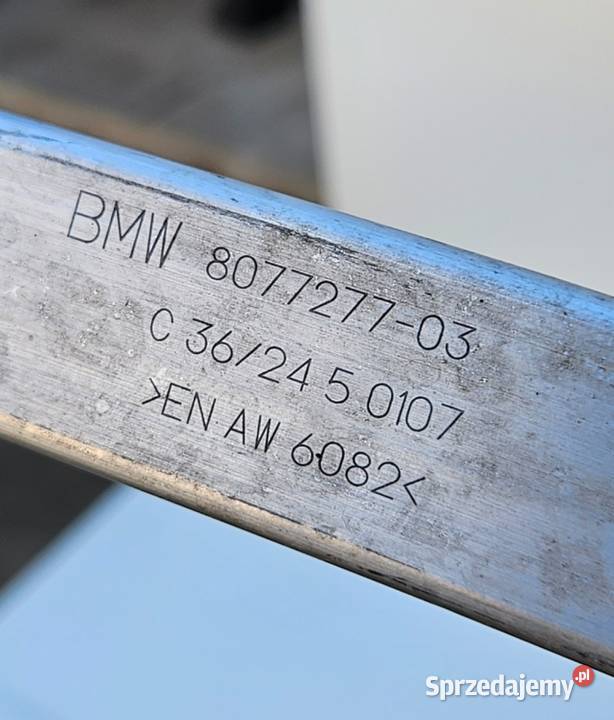 BMW 8077277-03
C 36/24 5 0107
>EN AW 6082<
Sprzedajemy.pl